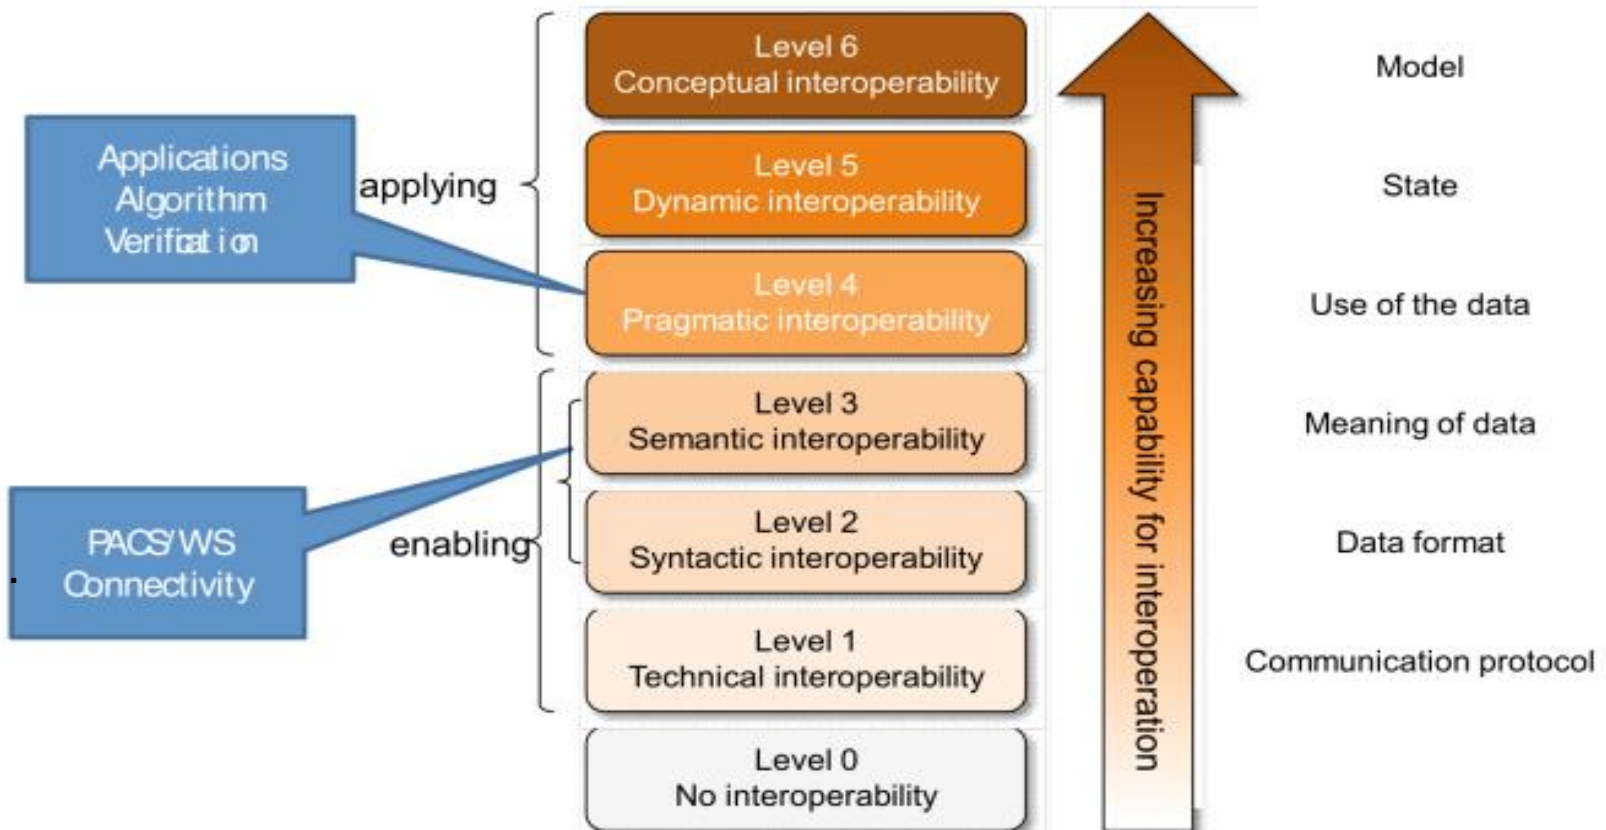 Level 6
Conceptual interoperability
Model
Level 5
Dynamic interoperability
State
Applications
Algorithm
Verification
applying
Level 4
Pragmatic interoperability
Use of the data
Increasing capability for interoperation
Level 3
Semantic interoperability
Meaning of data
PACS/WS
Connectivity
enabling
Level 2
Syntactic interoperability
Data format
Level 1
Technical interoperability
Communication protocol
Level 0
No interoperability